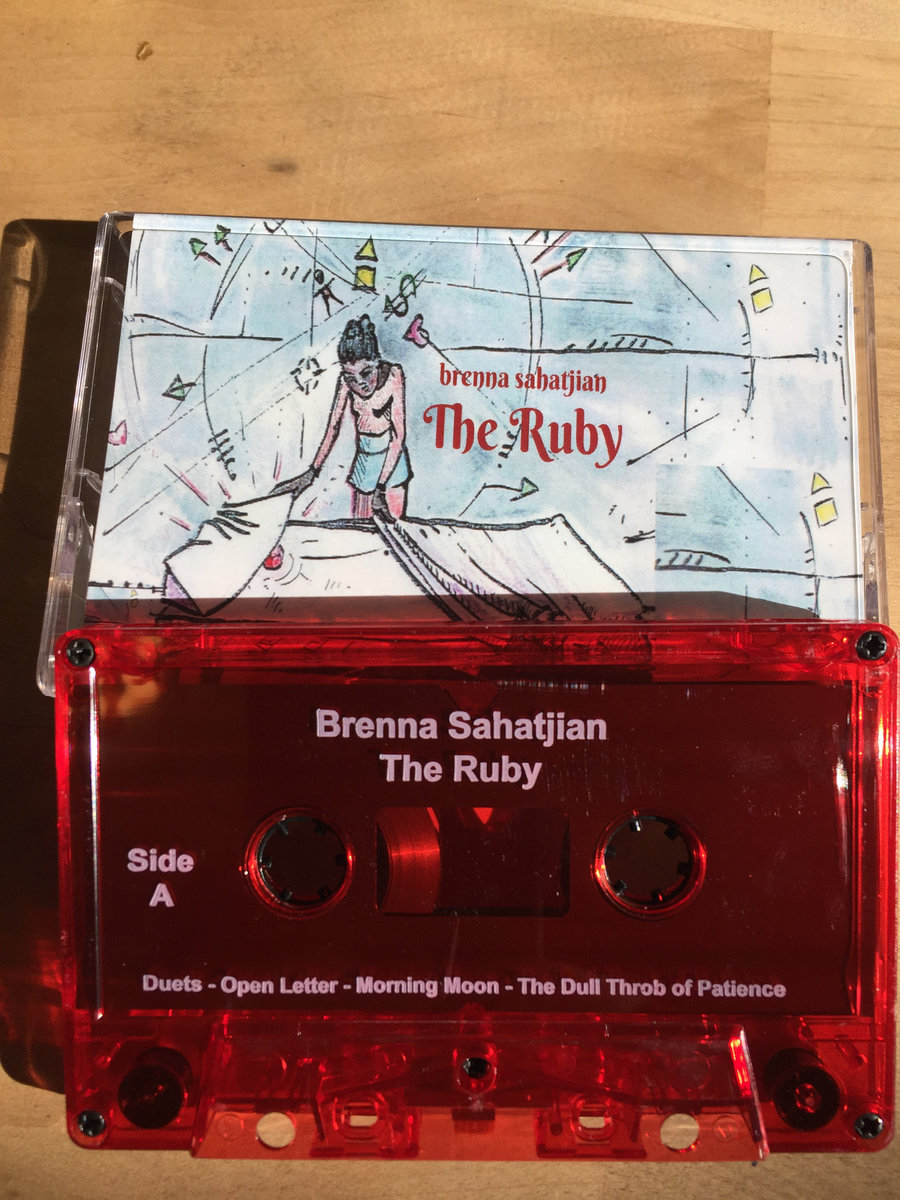 brenna sahatjian
The Ruby
Brenna Sahatjian
The Ruby
Side
A
Duets - Open Letter - Morning Moon - The Dull Throb of Patience